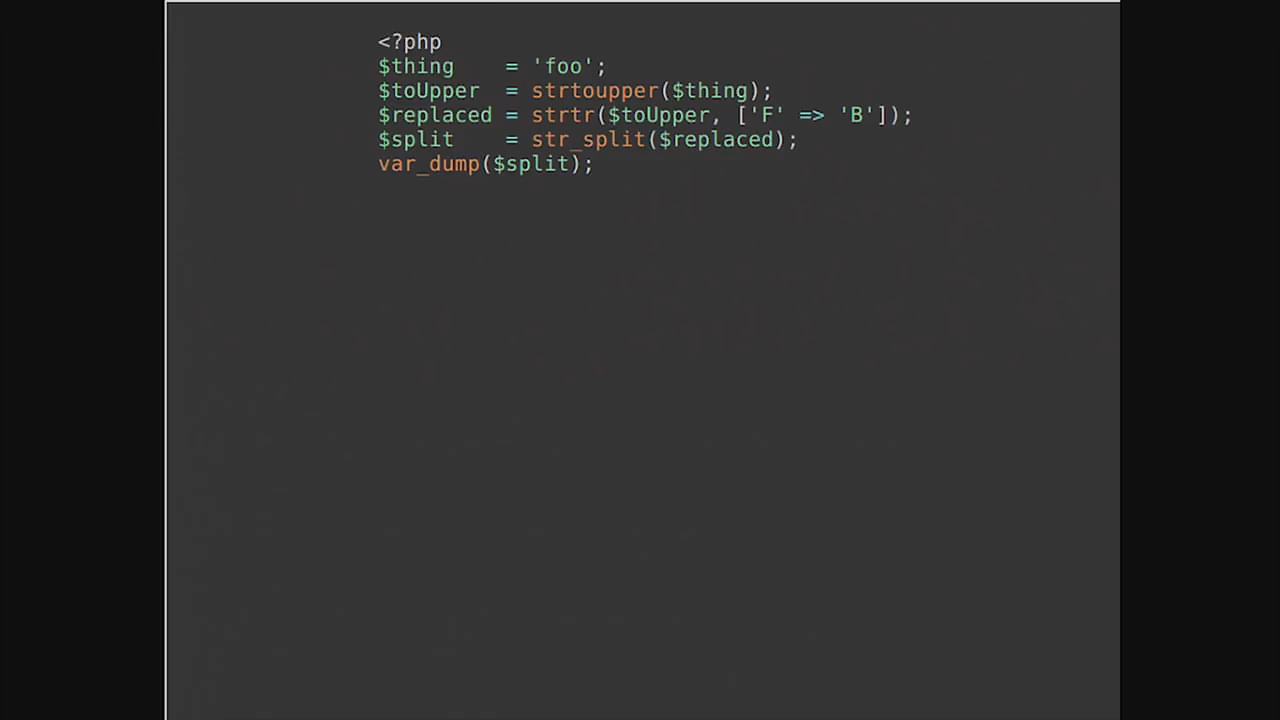 <?php
$thing    = 'foo';
$toUpper  = strtoupper($thing);
$replaced = strtr($toUpper, ['F' => 'B']);
$split    = str_split($replaced);
var_dump($split);